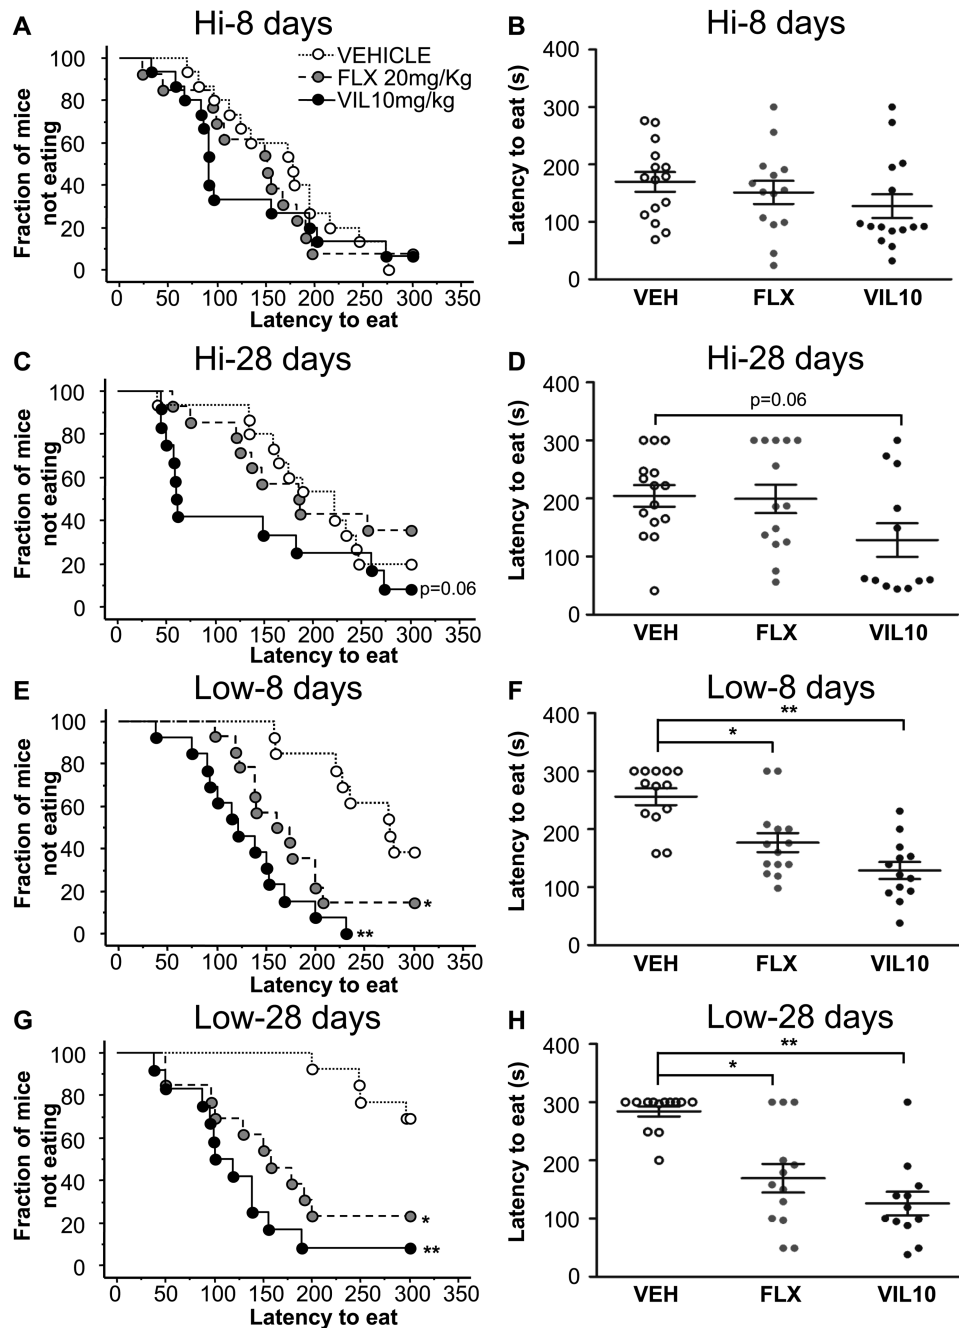 A Hi-8 days
VEHICLE
FLX 20mg/Kg
VIL10mg/kg
Fraction of mice
not eating
100
80
60
40
20
0
0 50 100 150 200 250 300 350
Latency to eat
B Hi-8 days
Latency to eat (s)
400
300
200
100
0
VEH FLX VIL10
C Hi-28 days
Fraction of mice
not eating
100
80
60
40
20
0
p=0.06
0 50 100 150 200 250 300 350
Latency to eat
D Hi-28 days
Latency to eat (s)
400
300
200
100
0
p=0.06
VEH FLX VIL10
E Low-8 days
Fraction of mice
not eating
100
80
60
40
20
0
*
**
0 50 100 150 200 250 300 350
Latency to eat
F Low-8 days
Latency to eat (s)
400
300
200
100
0
**
*
VEH FLX VIL10
G Low-28 days
Fraction of mice
not eating
100
80
60
40
20
0
*
**
0 50 100 150 200 250 300 350
Latency to eat
H Low-28 days
Latency to eat (s)
400
300
200
100
0
**
*
VEH FLX VIL10